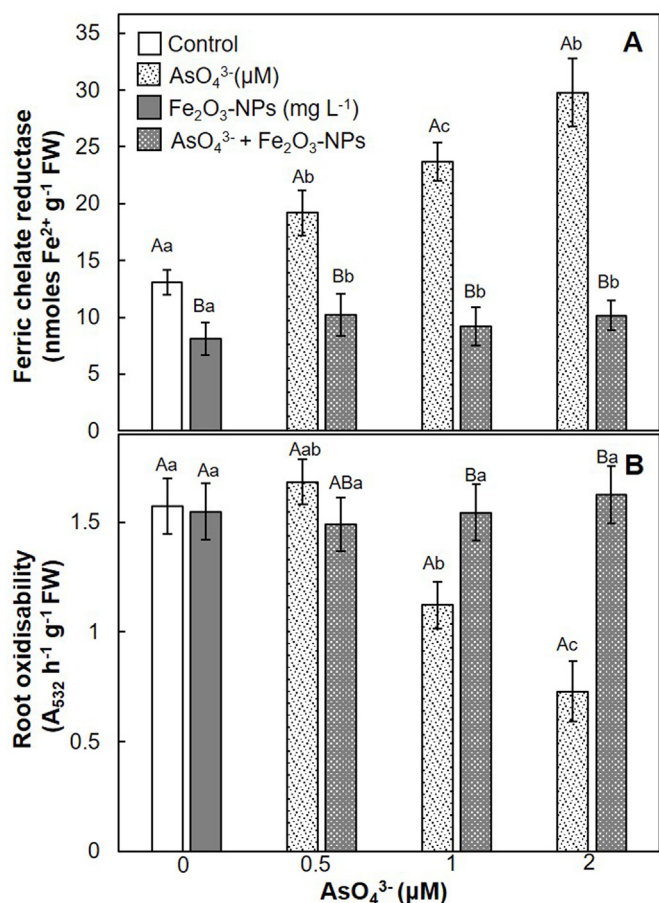 Ferric chelate reductase
(nmoles Fe²⁺ g⁻¹ FW)
35
30
25
20
15
10
5
0
A
Control
AsO₄³⁻(µM)
Fe₂O₃-NPs (mg L⁻¹)
AsO₄³⁻ + Fe₂O₃-NPs
Aa
Ba
Ab
Bb
Ac
Bb
Ab
Bb
Root oxidisability
(A₅₃₂ h⁻¹ g⁻¹ FW)
1.5
1
0.5
0
B
Aa
Aa
Aab
ABa
Ab
Ba
Ac
Ba
0
0.5
1
2
AsO₄³⁻ (µM)